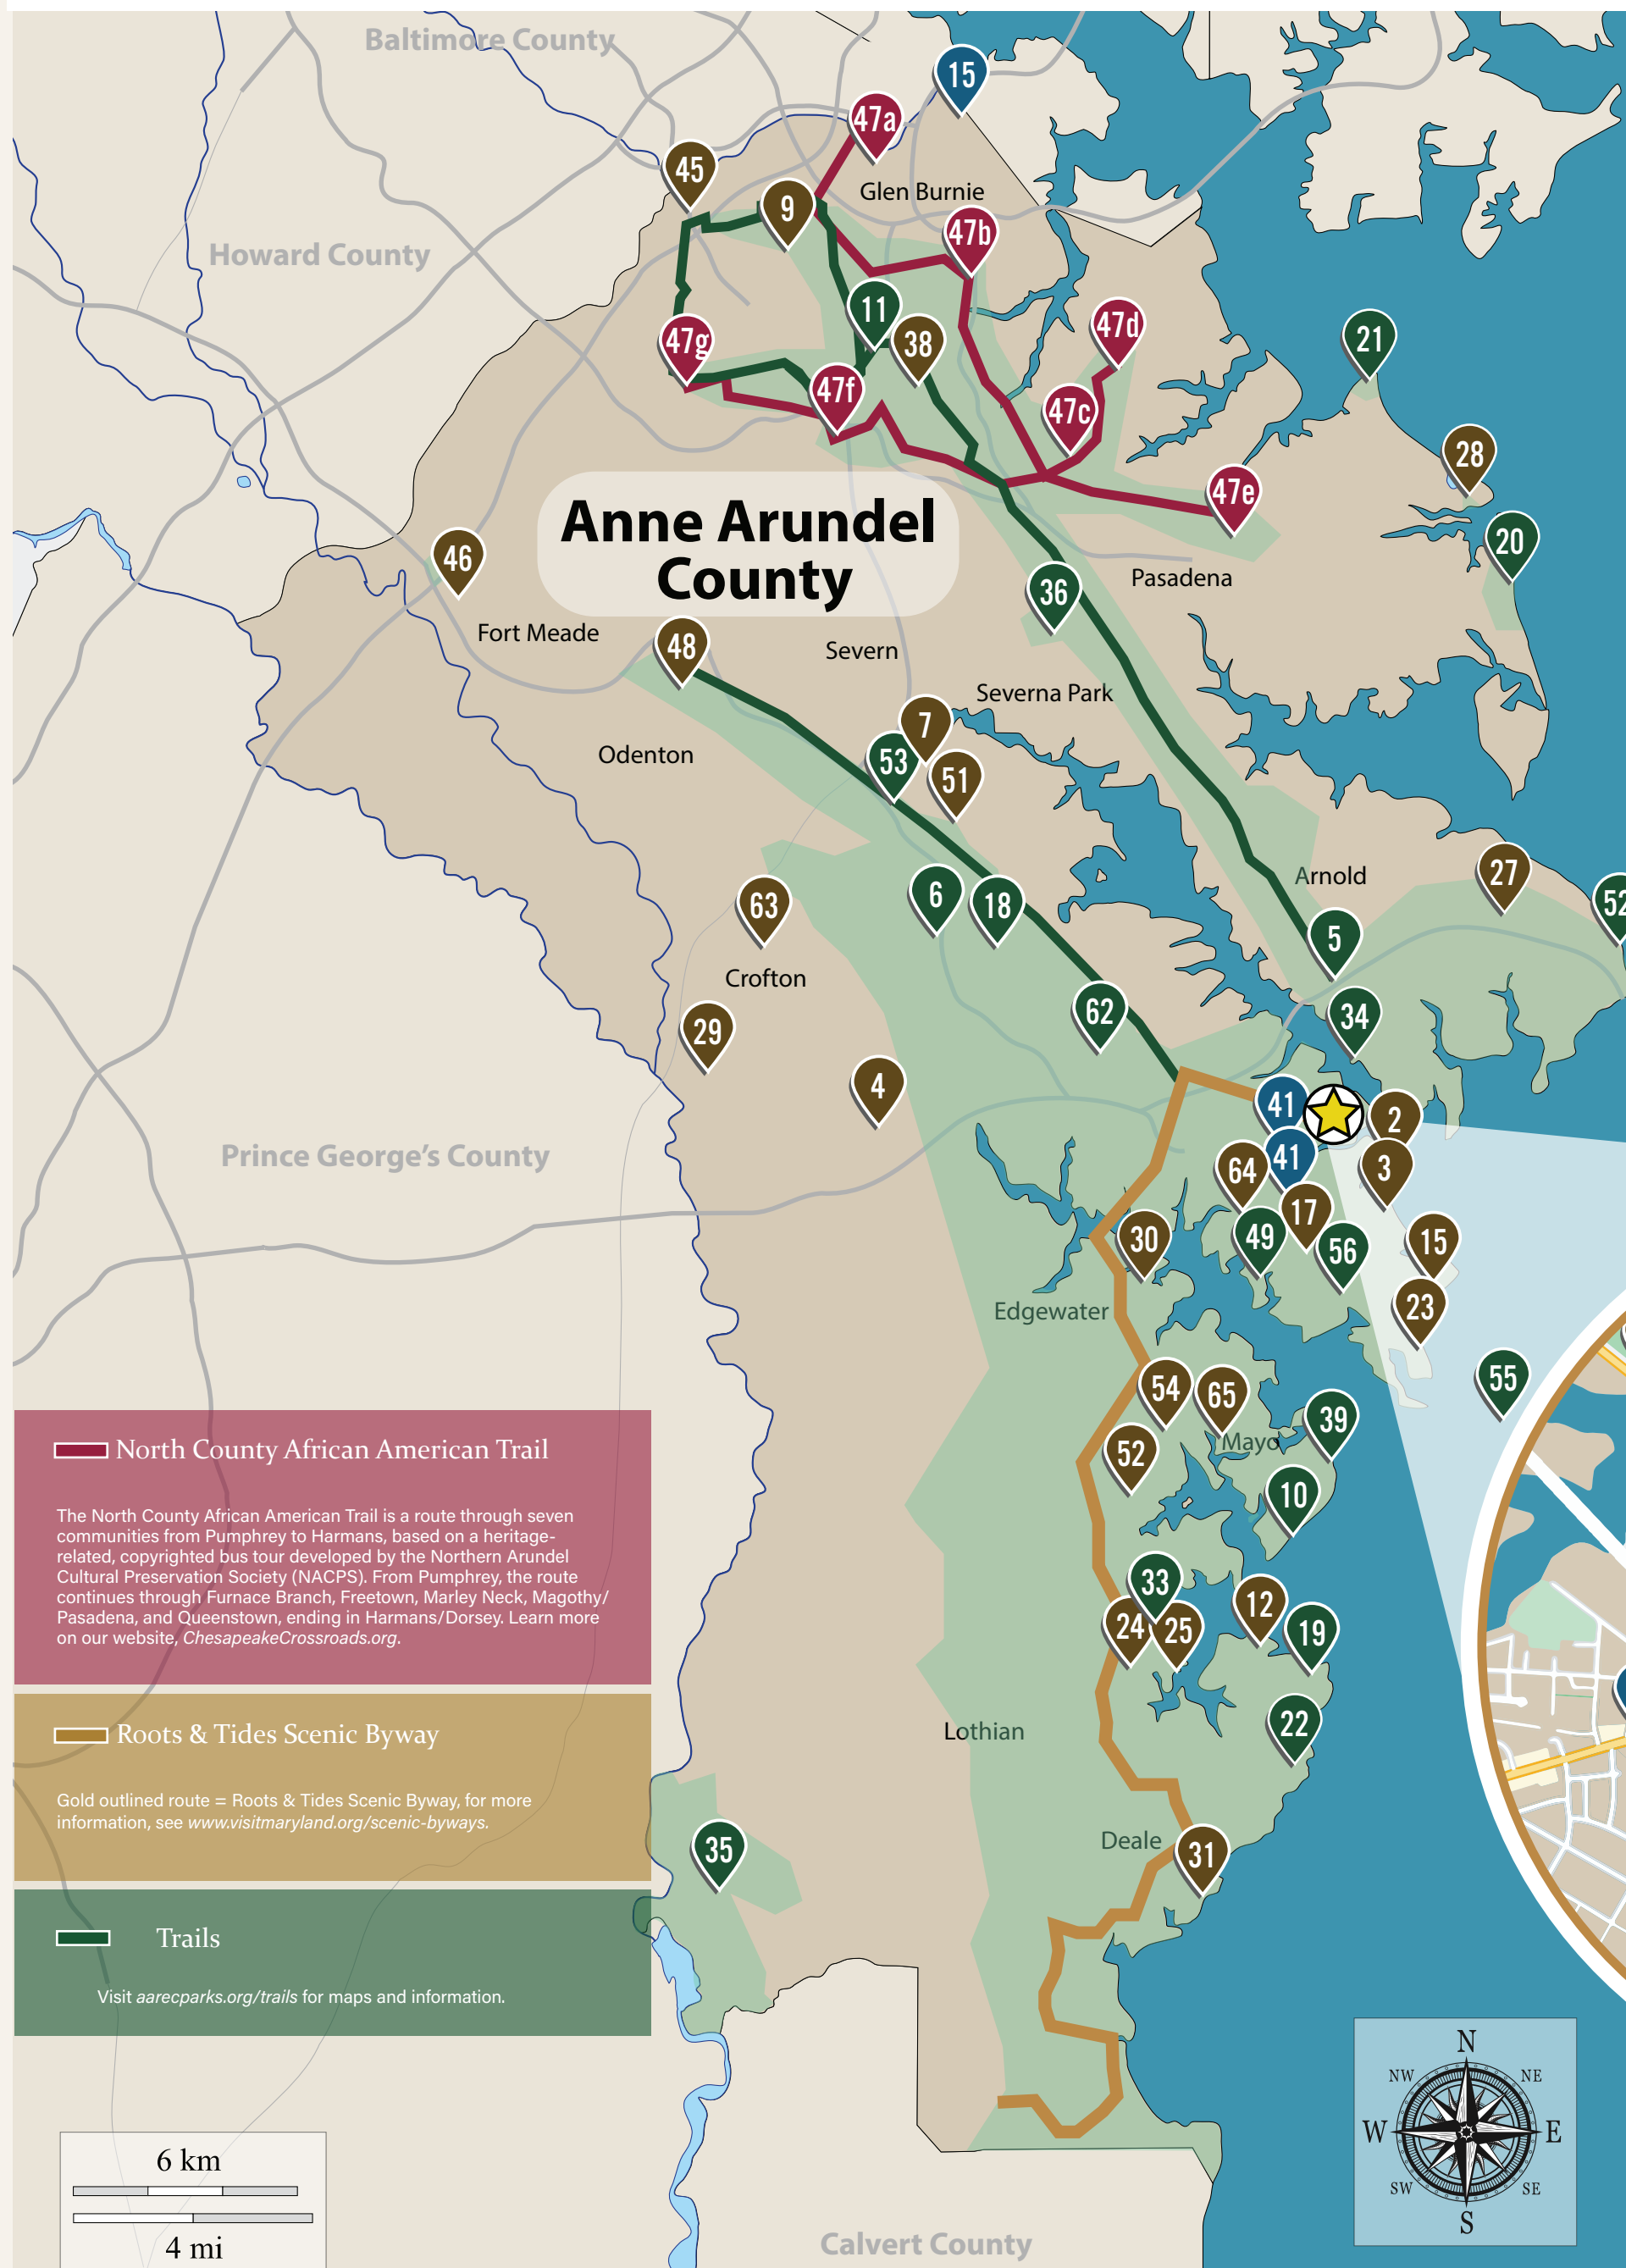 Baltimore County
15
47a
45
Glen Burnie
9
47b
Howard County
11
47d
21
47g
38
47f
47c
28
47e
Anne Arundel
County
20
46
Pasadena
36
Fort Meade
48
Severn
Severna Park
7
Odenton
53
51
Arnold
27
6
18
63
52
5
Crofton
62
34
29
4
41
2
Prince George's County
41
3
64
17
49
30
56
15
Edgewater
23
55
54
65
39
Mayo
52
10
33
12
24
25
19
Lothian
22
Deale
31
35
North County African American Trail
The North County African American Trail is a route through seven
communities from Pumphrey to Harmans, based on a heritage-
related, copyrighted bus tour developed by the Northern Arundel
Cultural Preservation Society (NACPS). From Pumphrey, the route
continues through Furnace Branch, Freetown, Marley Neck, Magothy/
Pasadena, and Queenstown, ending in Harmans/Dorsey. Learn more
on our website, ChesapeakeCrossroads.org.
Roots & Tides Scenic Byway
Gold outlined route = Roots & Tides Scenic Byway, for more
information, see www.visitmaryland.org/scenic-byways.
Trails
Visit aarecparks.org/trails for maps and information.
N
NW
NE
W
E
SW
SE
S
6 km
4 mi
Calvert County